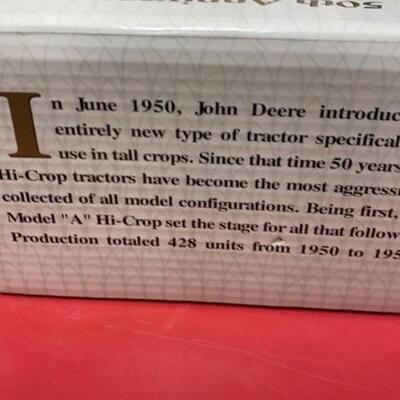 50th
In June 1950, John Deere introduc
entirely new type of tractor specifical
use in tall crops. Since that time 50 years
Hi-Crop tractors have become the most aggress
collected of all model configurations. Being first,
Model "A" Hi-Crop set the stage for all that follow
Production totaled 428 units from 1950 to 195